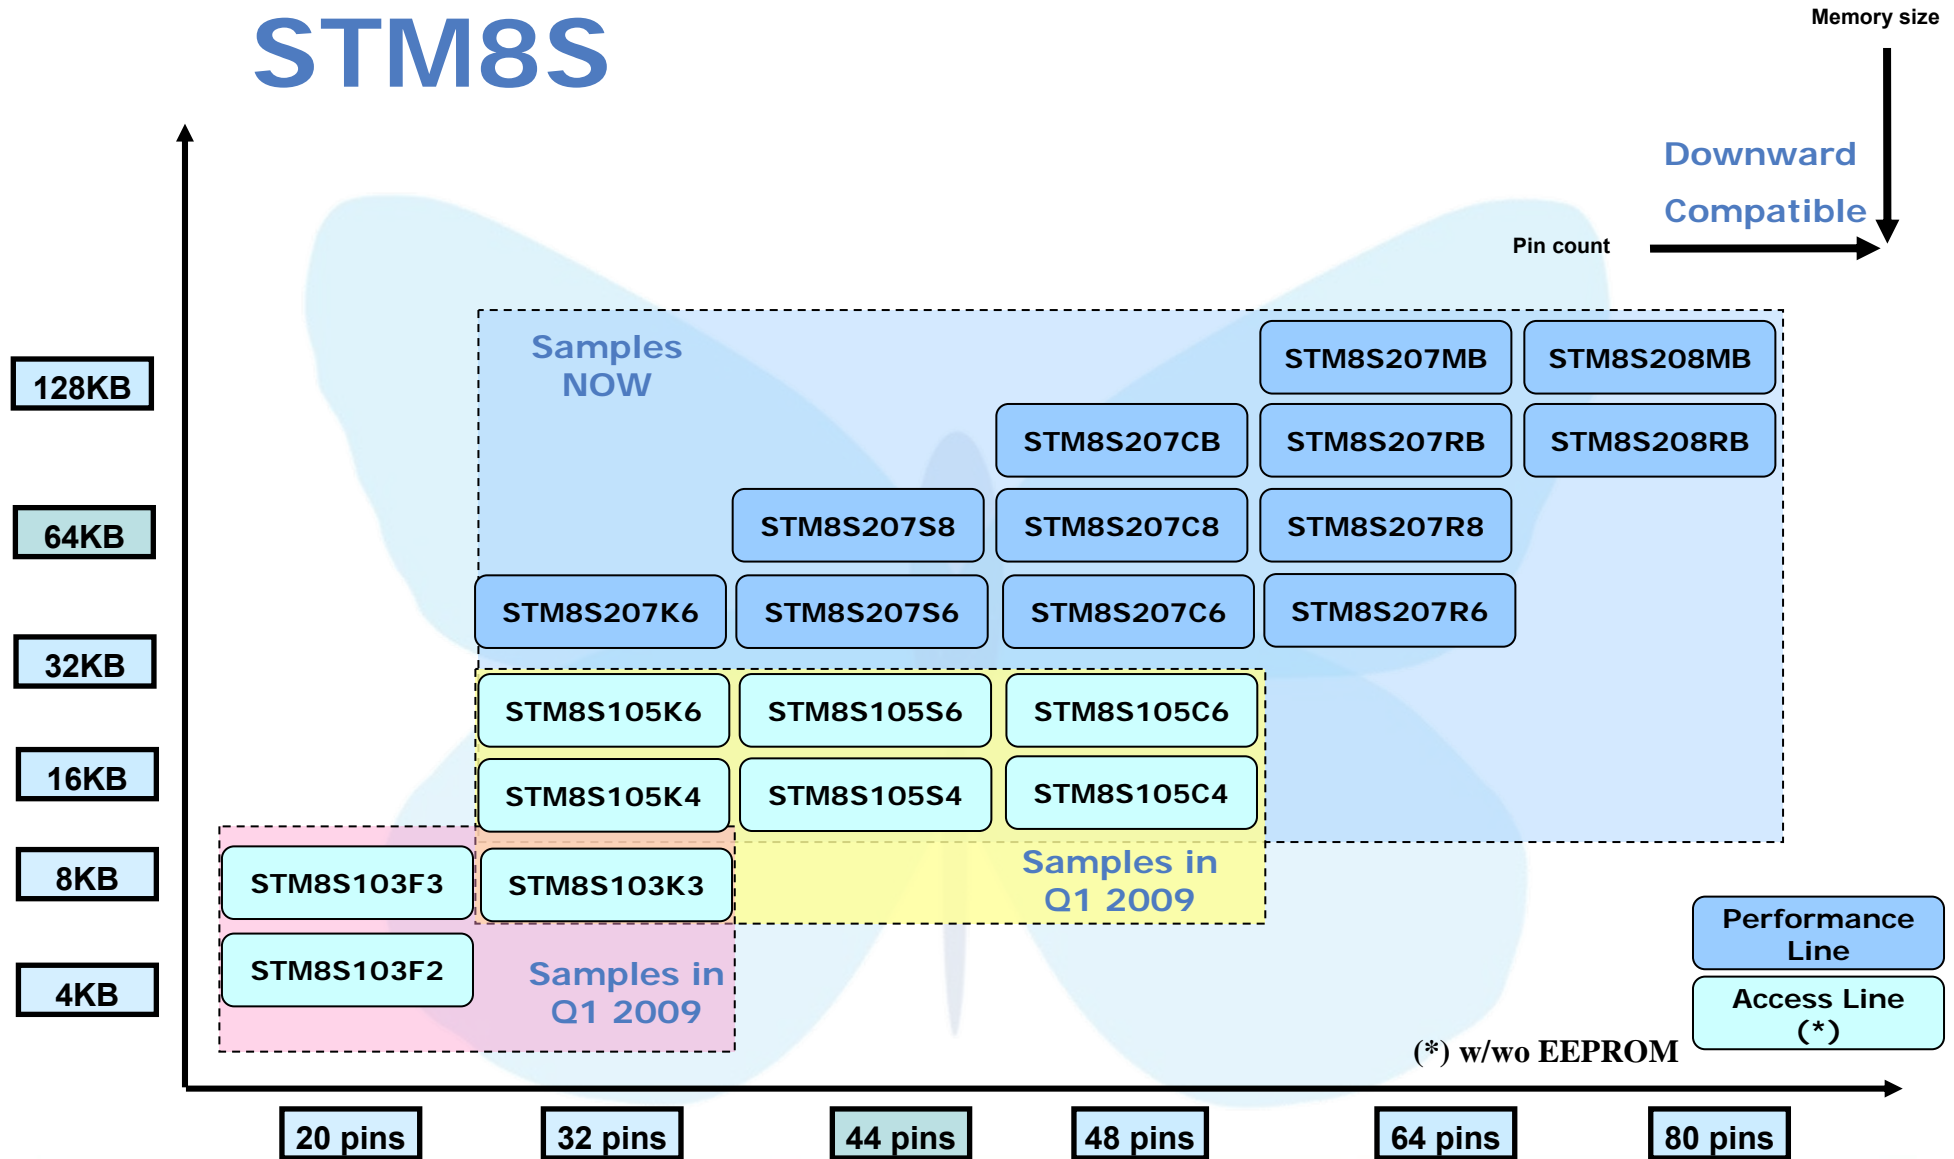 STM8S
Memory size
Downward
Compatible
Pin count
Samples
NOW
128KB
STM8S207MB
STM8S208MB
STM8S207CB
STM8S207RB
STM8S208RB
64KB
STM8S207S8
STM8S207C8
STM8S207R8
STM8S207K6
STM8S207S6
STM8S207C6
STM8S207R6
32KB
STM8S105K6
STM8S105S6
STM8S105C6
16KB
STM8S105K4
STM8S105S4
STM8S105C4
8KB
STM8S103F3
STM8S103K3
Samples in
Q1 2009
4KB
STM8S103F2
Samples in
Q1 2009
Performance
Line
Access Line
(*)
(*) w/wo EEPROM
20 pins
32 pins
44 pins
48 pins
64 pins
80 pins